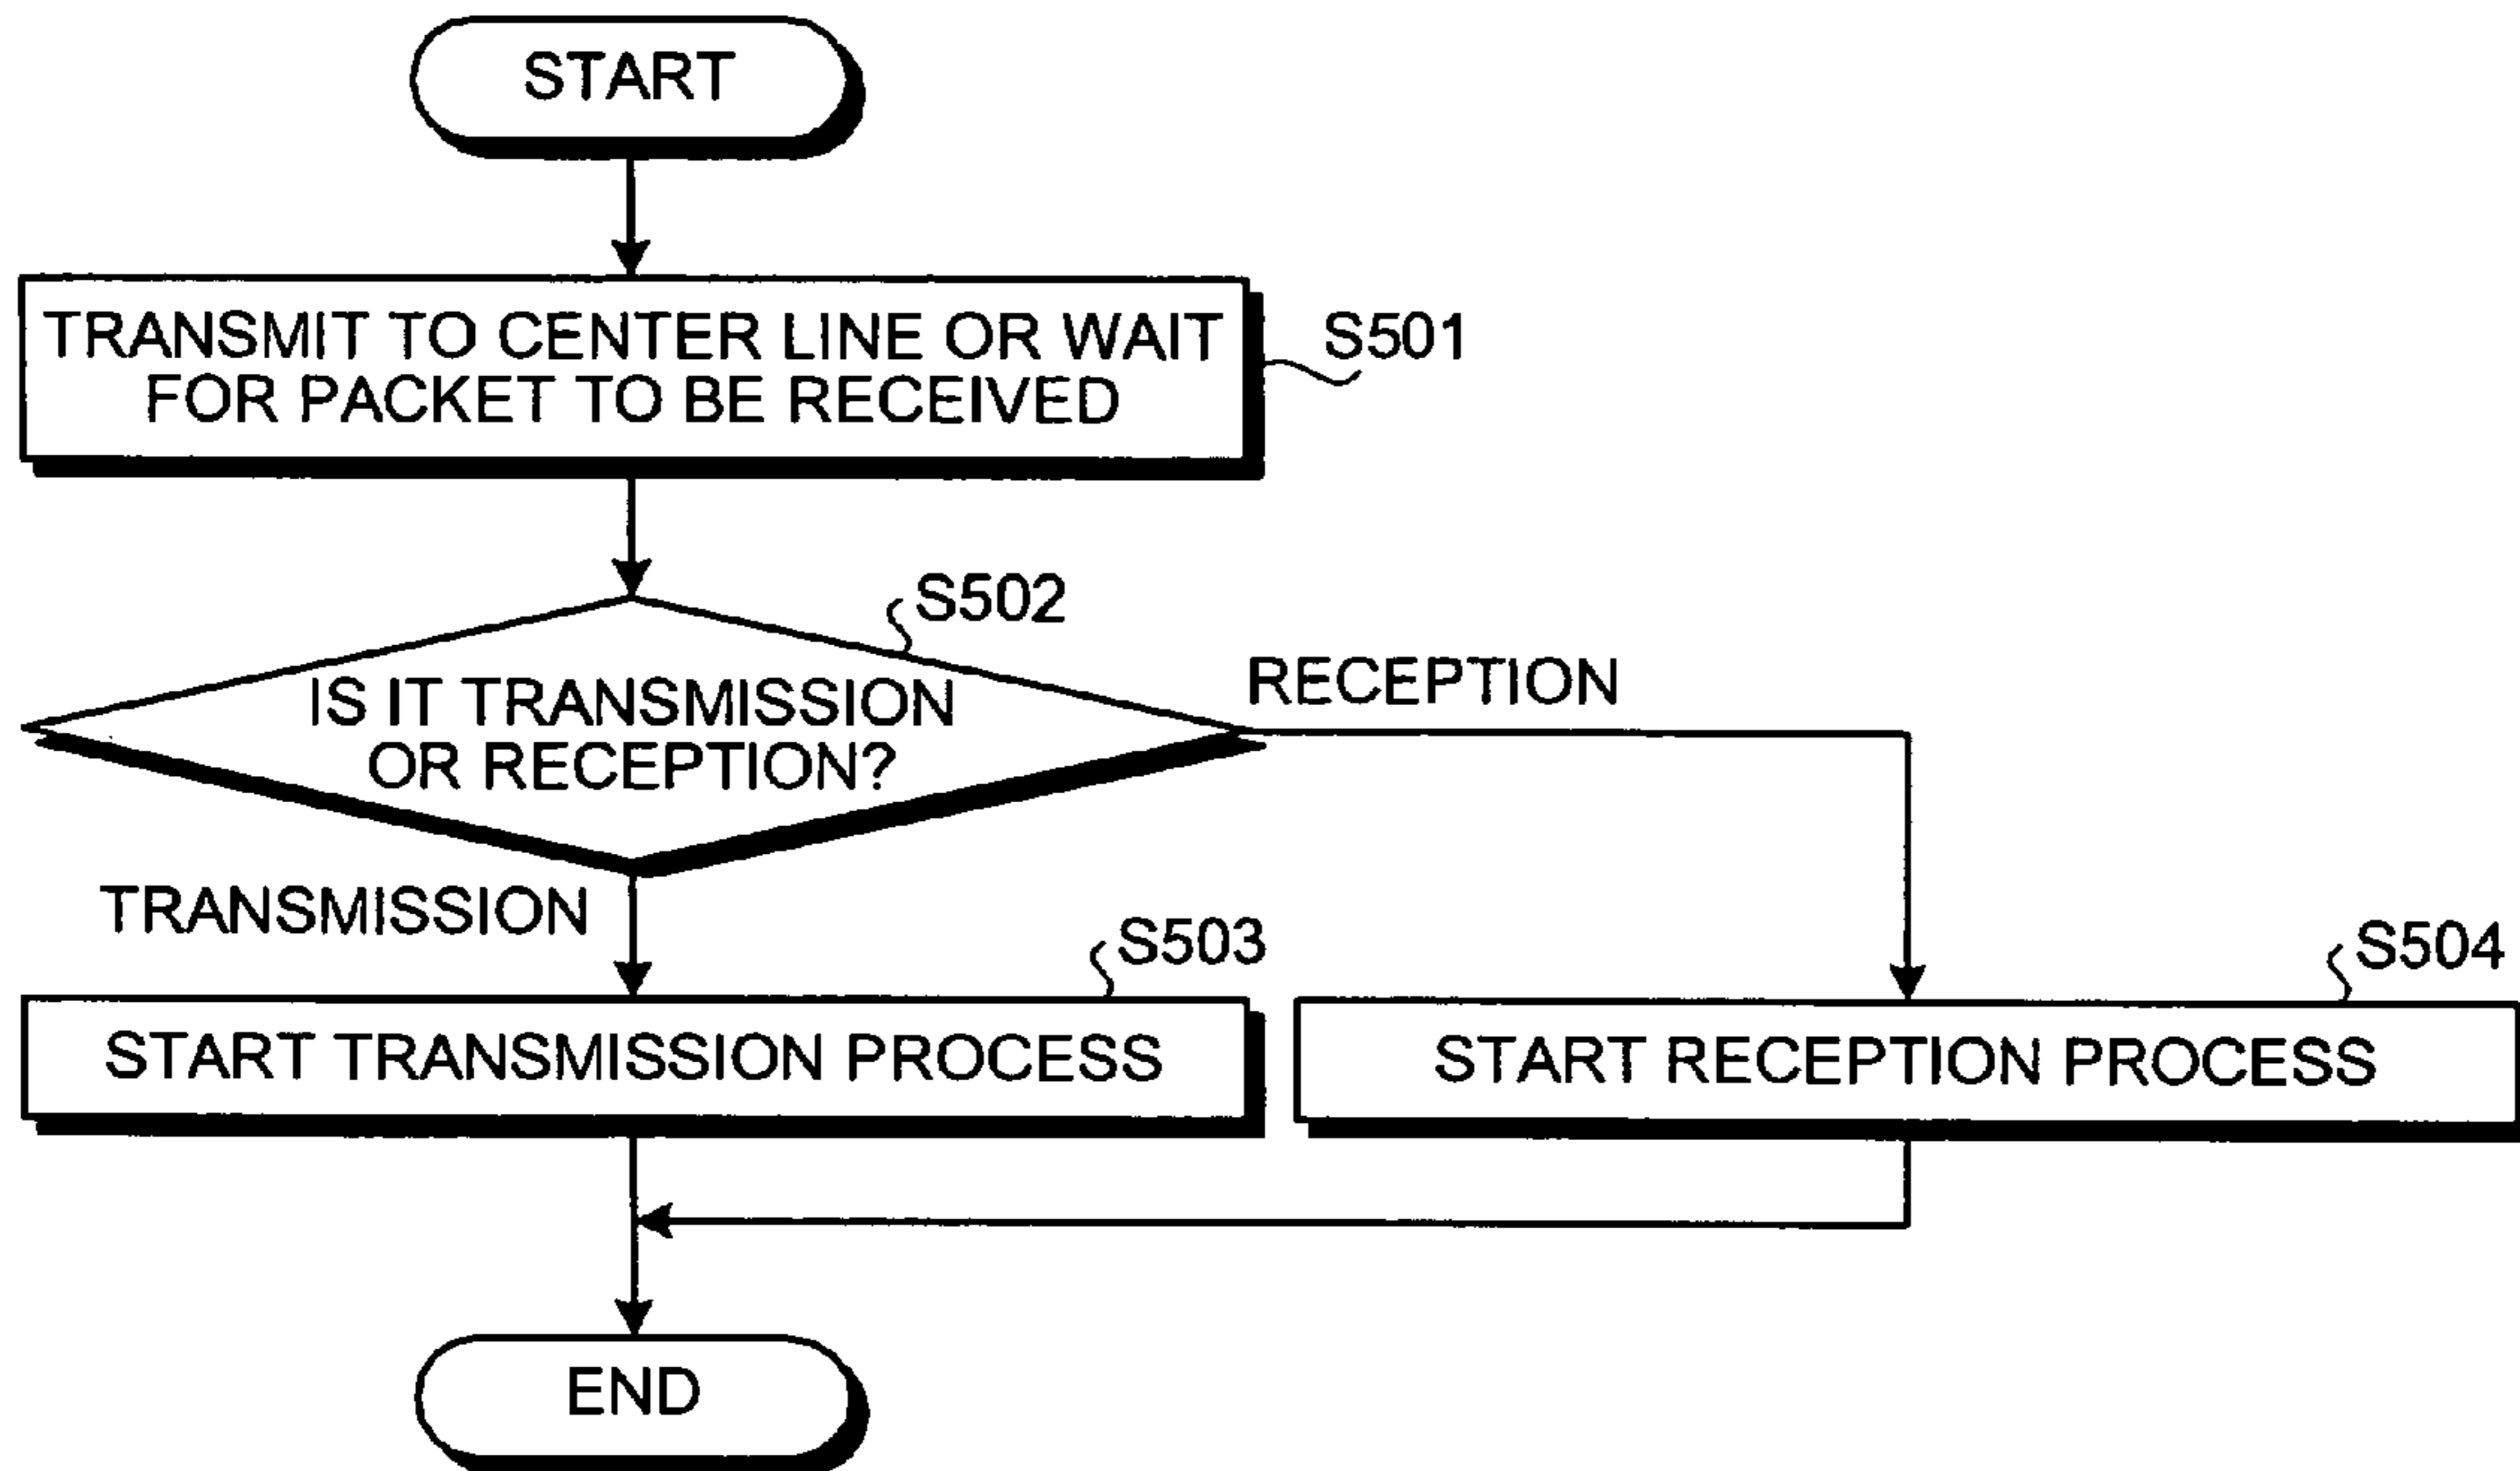 START
TRANSMIT TO CENTER LINE OR WAIT
FOR PACKET TO BE RECEIVED
S501
S502
IS IT TRANSMISSION
OR RECEPTION?
RECEPTION
TRANSMISSION
S503
START TRANSMISSION PROCESS
S504
START RECEPTION PROCESS
END